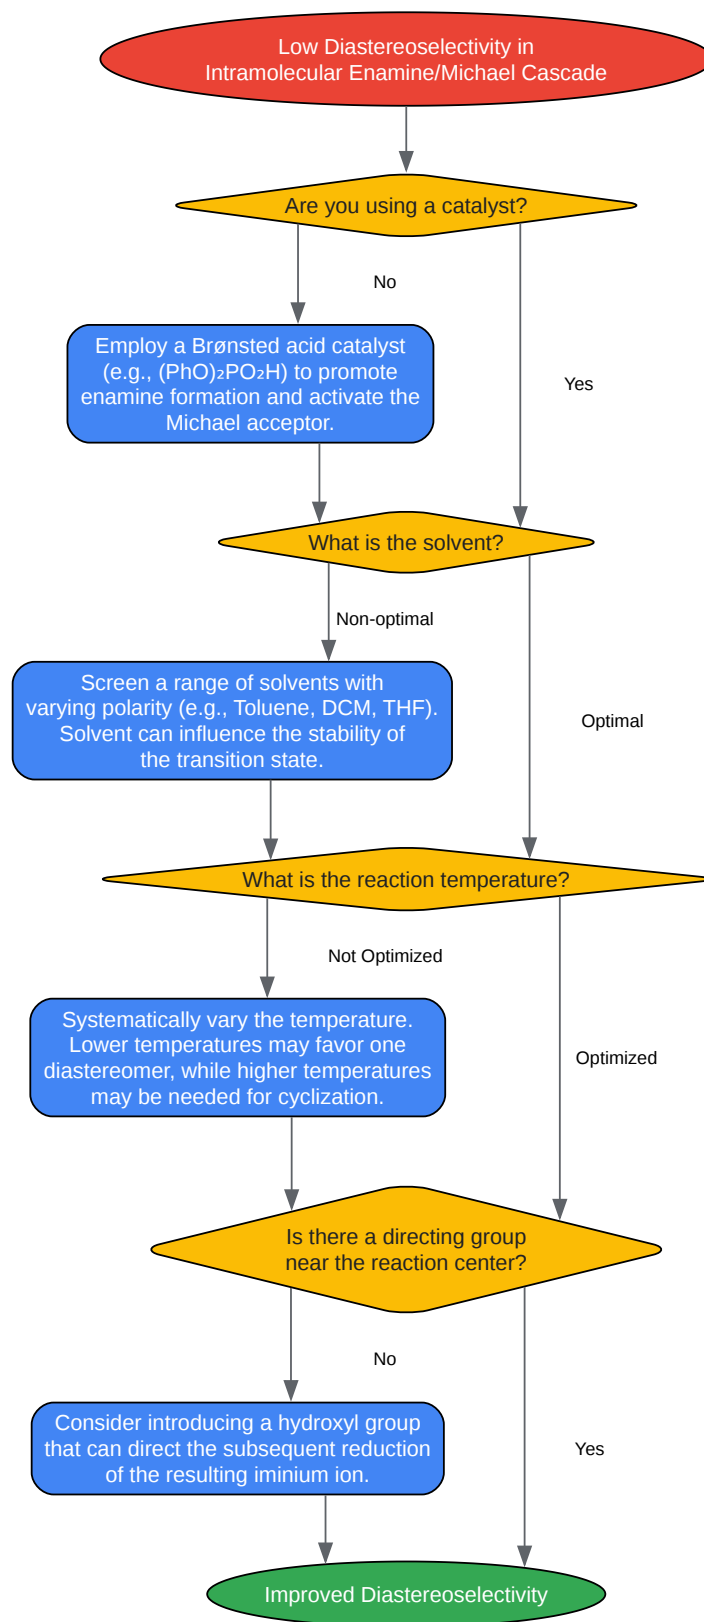 Low Diastereoselectivity in
Intramolecular Enamine/Michael Cascade
Are you using a catalyst?
No
Employ a Brønsted acid catalyst
(e.g., (PhO)₂PO₂H) to promote
enamine formation and activate the
Michael acceptor.
Yes
What is the solvent?
Non-optimal
Screen a range of solvents with
varying polarity (e.g., Toluene, DCM, THF).
Solvent can influence the stability of
the transition state.
Optimal
What is the reaction temperature?
Not Optimized
Systematically vary the temperature.
Lower temperatures may favor one
diastereomer, while higher temperatures
may be needed for cyclization.
Optimized
Is there a directing group
near the reaction center?
No
Consider introducing a hydroxyl group
that can direct the subsequent reduction
of the resulting iminium ion.
Yes
Improved Diastereoselectivity